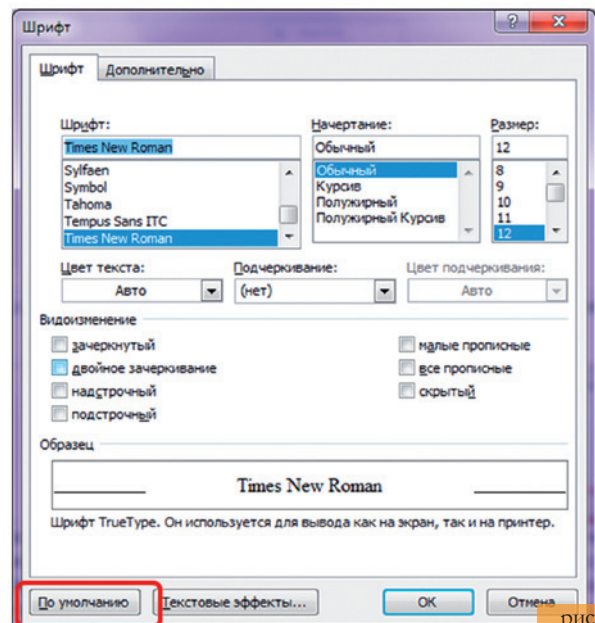 Шрифт
Шрифт Дополнительно
Шрифт: Начертание: Размер:
Times New Roman Обычный 12
Sylfaen Обычный 8
Symbol Курсив 9
Tahoma Полужирный 10
Tempus Sans ITC Полужирный Курсив 11
Times New Roman 12
Цвет текста: Подчеркивание: Цвет подчеркивания:
Авто (нет) Авто
Видоизменение
зачеркнутый малые прописные
двойное зачеркивание все прописные
надстрочный скрытый
подстрочный
Образец
Times New Roman
Шрифт TrueType. Он используется для вывода как на экран, так и на принтер.
По умолчанию Текстовые эффекты... ОК Отмена
рис